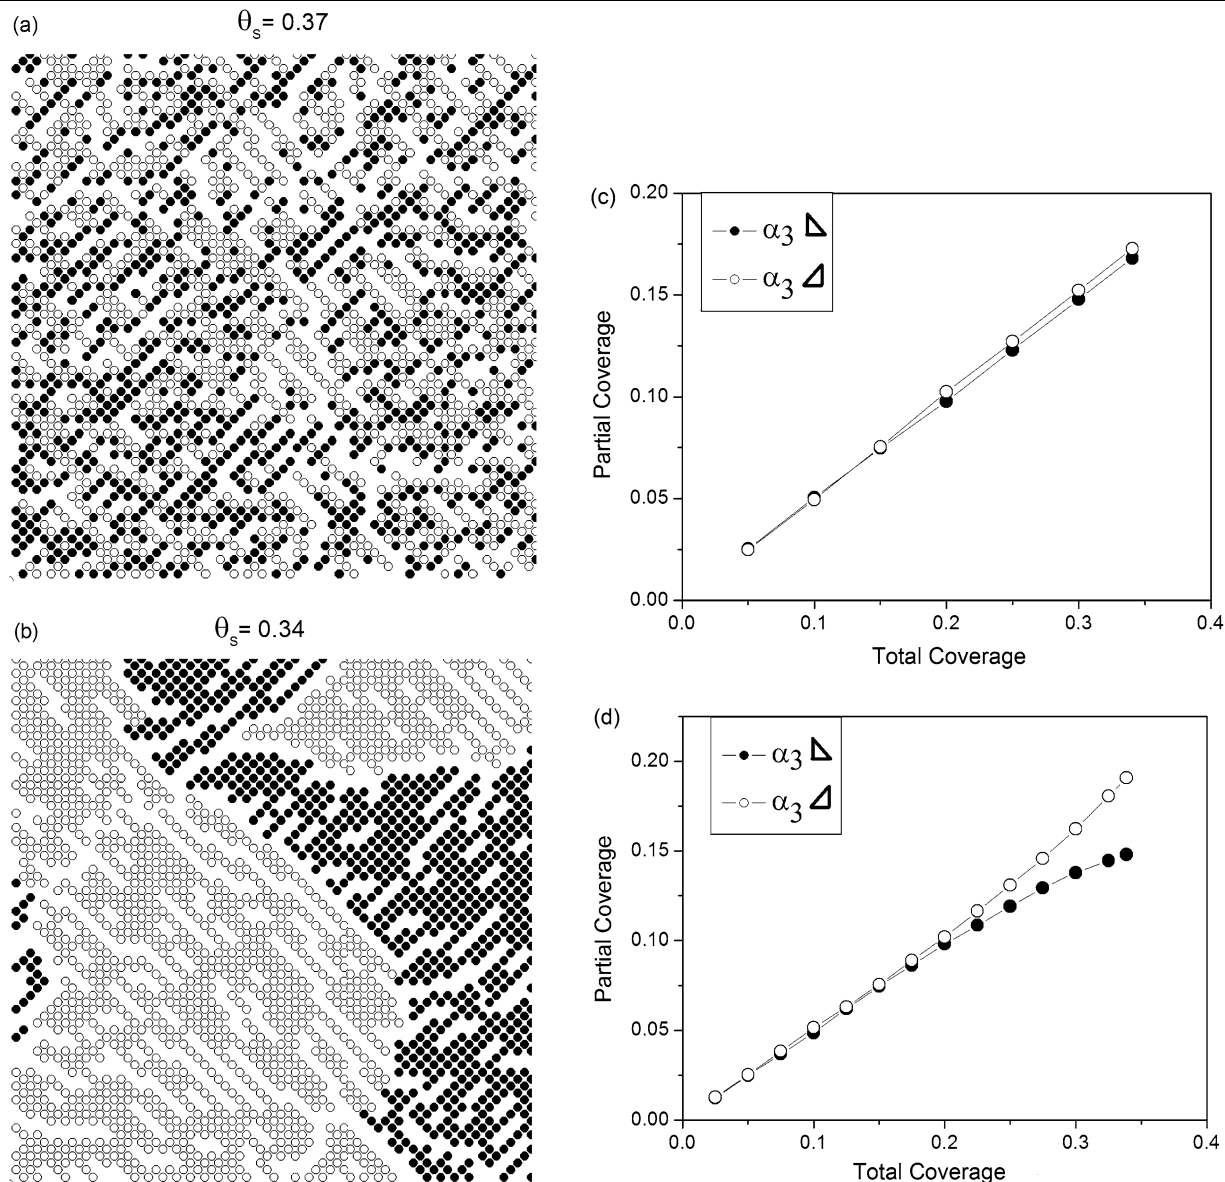 (a)
θs= 0.37
(b)
θs= 0.34
(c)
0.20
0.15
0.10
0.05
0.00
0.0 0.1 0.2 0.3 0.4
Partial Coverage
Total Coverage
α3
α3
(d)
0.20
0.15
0.10
0.05
0.00
0.0 0.1 0.2 0.3 0.4
Partial Coverage
Total Coverage
α3
α3